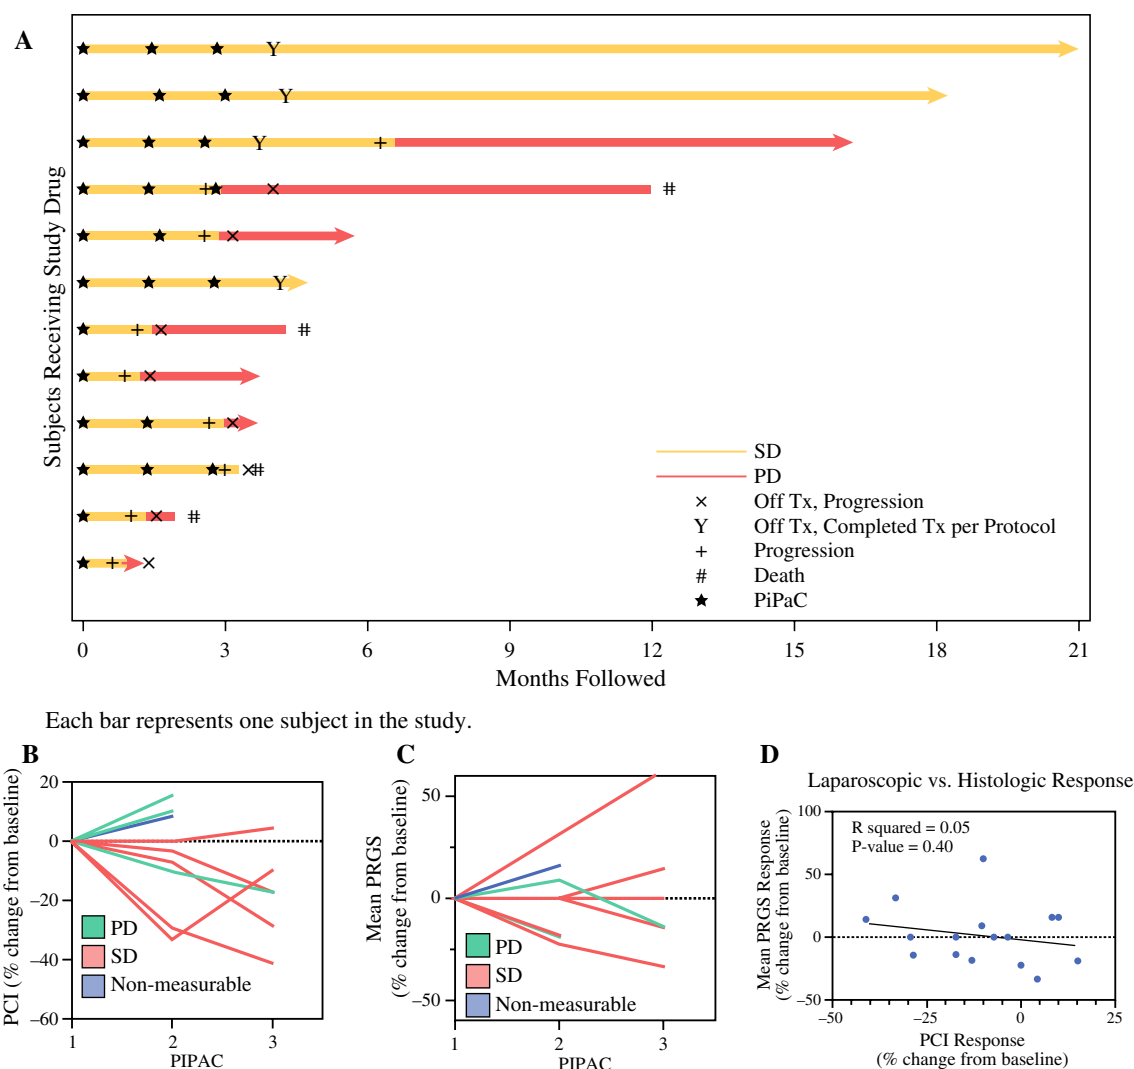 A
Subjects Receiving Study Drug
Y
Y
Y
+
+
×
#
+
×
Y
+
×
#
+
×
+
×
+
×
#
+
×
#
+
×
SD
PD
× Off Tx, Progression
Y Off Tx, Completed Tx per Protocol
+ Progression
# Death
★ PiPaC
0 3 6 9 12 15 18 21
Months Followed
Each bar represents one subject in the study.
B
PCI (% change from baseline)
20
0
−20
−40
−60
PD
SD
Non-measurable
1 2 3
PIPAC
C
Mean PRGS
(% change from baseline)
50
0
−50
PD
SD
Non-measurable
1 2 3
PIPAC
D
Laparoscopic vs. Histologic Response
Mean PRGS Response
(% change from baseline)
100
50
0
−50
R squared = 0.05
P-value = 0.40
−50 −25 0 25
PCI Response
(% change from baseline)